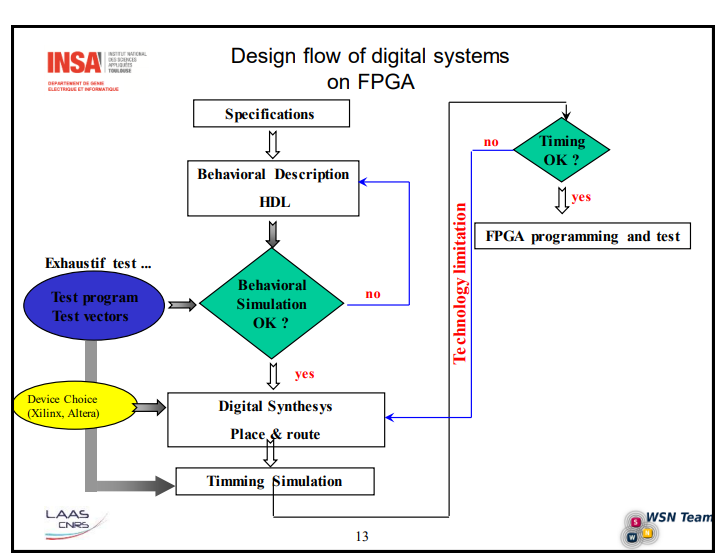 Design flow of digital systems
on FPGA
INSA
INSTITUT NATIONAL
DES SCIENCES
APPLIQUÉES
TOULOUSE
DEPARTEMENT DE GENIE
ELECTRIQUE ET INFORMATIQUE
Specifications
Behavioral Description
HDL
Exhaustif test ...
Test program
Test vectors
Behavioral
Simulation
OK ?
no
yes
Device Choice
(Xilinx, Altera)
Digital Synthesys
Place & route
Timming Simulation
Technology limitation
no
Timing
OK ?
yes
FPGA programming and test
LAAS
CNRS
13
S
W
N
WSN Team